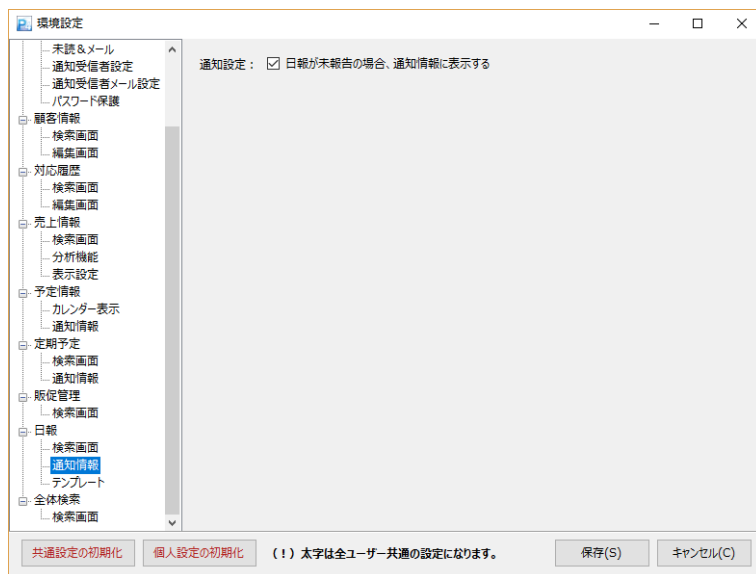 環境設定
未読＆メール
通知受信者設定
通知受信者メール設定
パスワード保護
顧客情報
検索画面
編集画面
対応履歴
検索画面
編集画面
売上情報
検索画面
分析機能
表示設定
予定情報
カレンダー表示
通知情報
定期予定
検索画面
通知情報
販促管理
検索画面
日報
検索画面
通知情報
テンプレート
全体検索
検索画面
通知設定： 日報が未報告の場合、通知情報に表示する
共通設定の初期化 個人設定の初期化 （！）太字は全ユーザー共通の設定になります。 保存(S) キャンセル(C)